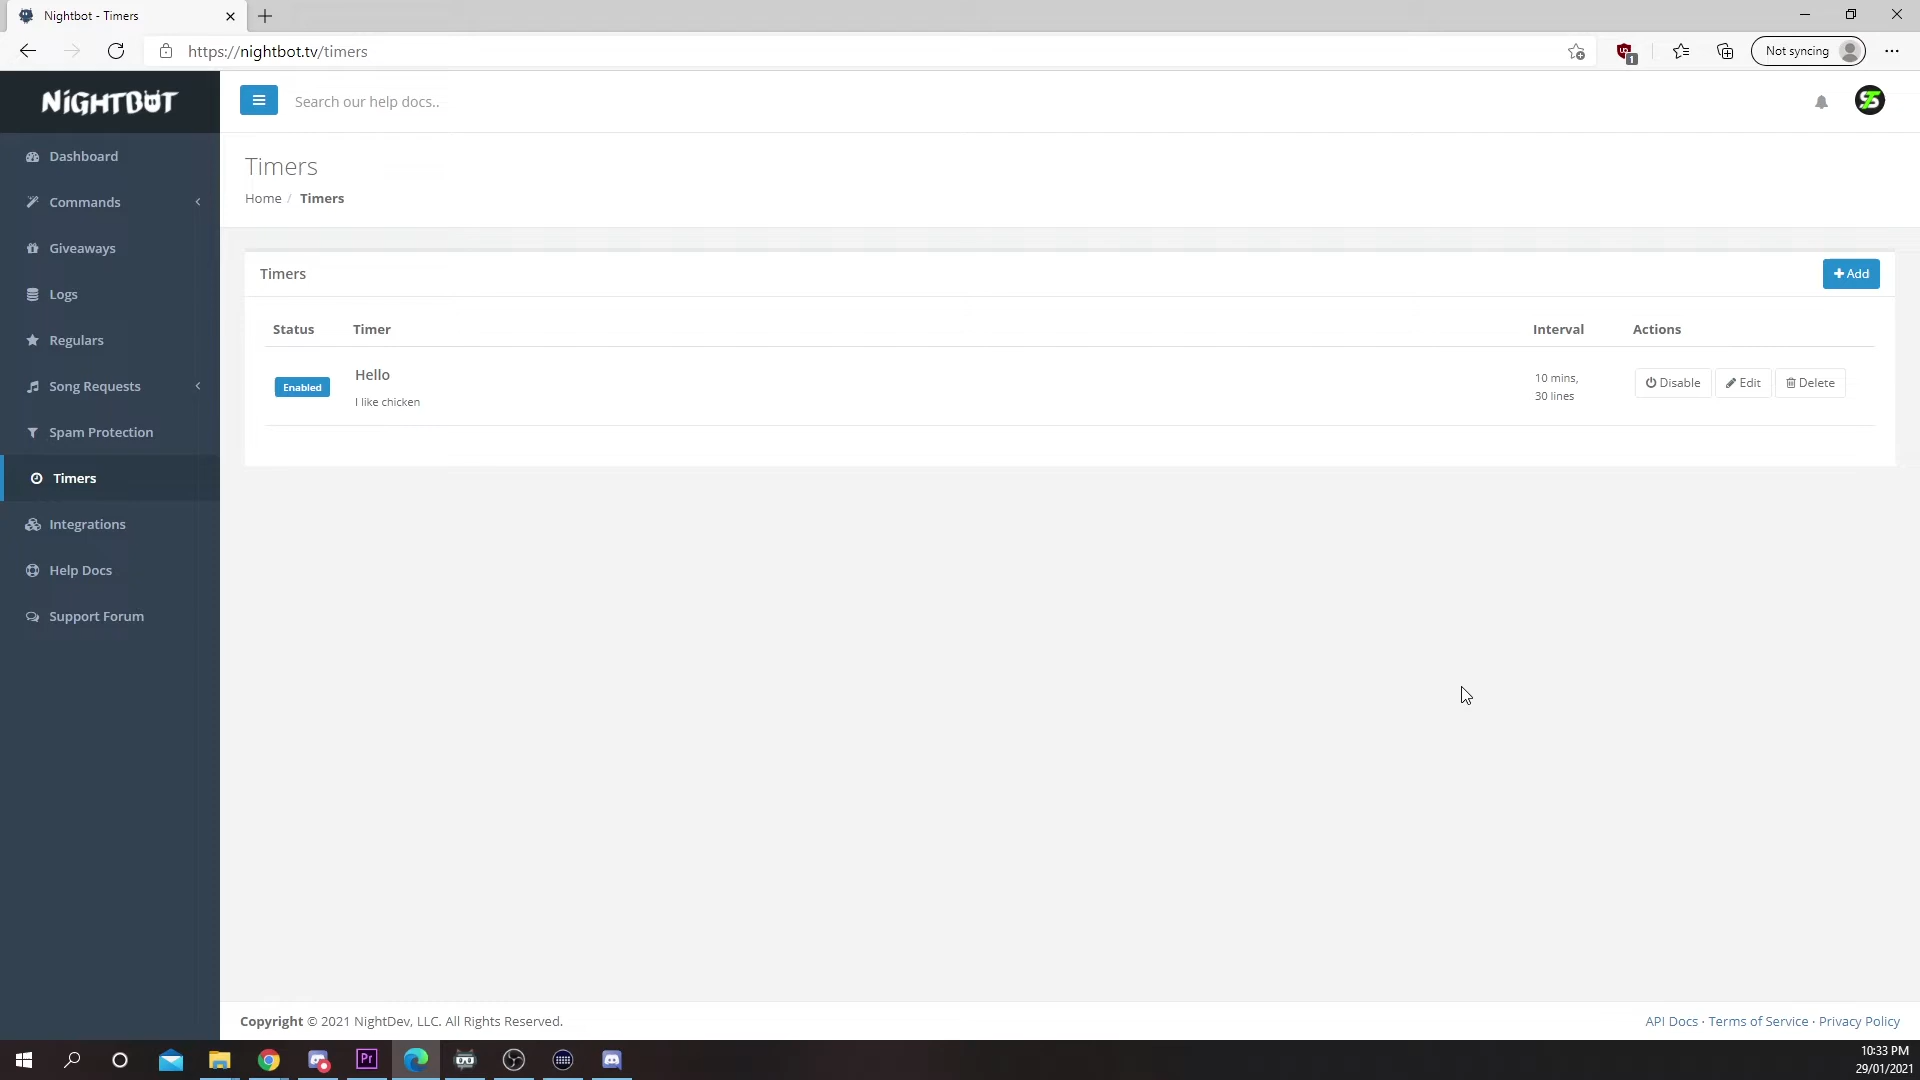 Nightbot - Timers
https://nightbot.tv/timers
1
Not syncing
NiGHTBOT
Search our help docs..
Dashboard
Commands
Giveaways
Logs
Regulars
Song Requests
Spam Protection
Timers
Integrations
Help Docs
Support Forum
Timers
Home / Timers
Timers
Add
Status Timer Interval Actions
Enabled
Hello
I like chicken
10 mins,
30 lines
Disable
Edit
Delete
Copyright © 2021 NightDev, LLC. All Rights Reserved.
API Docs · Terms of Service · Privacy Policy
Pr
10:33 PM
29/01/2021